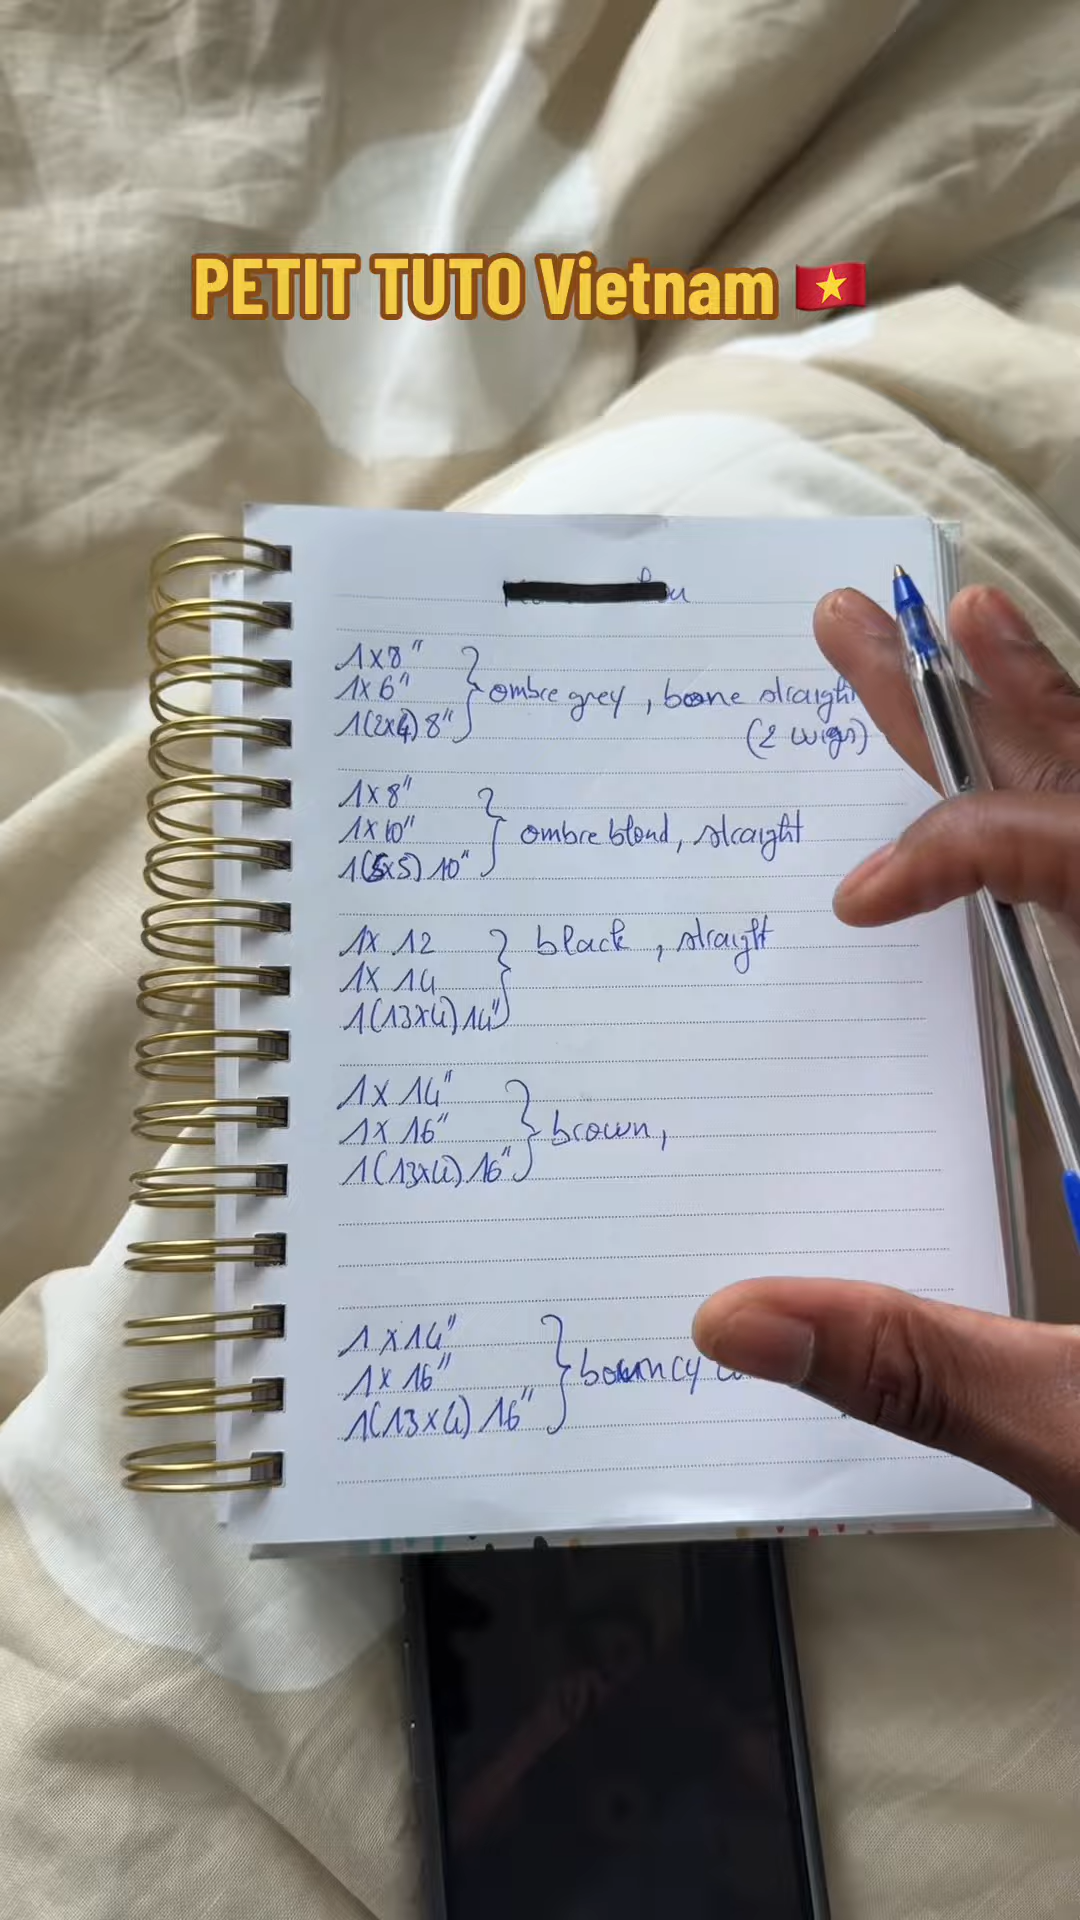 PETIT TUTO Vietnam 🇻🇳
1x8"
1x6"
1(2x4) 8"
ombre grey, bone straight
(2 wigs)
1x8"
1x10"
1(5x5) 10"
ombre blond, straight
1x 12
1x 14
1(13x4) 14"
black, straight
1x 14"
1x 16"
1(13x4) 16"
brown,
1x14"
1x 16"
1(13x4) 16"
bouncy